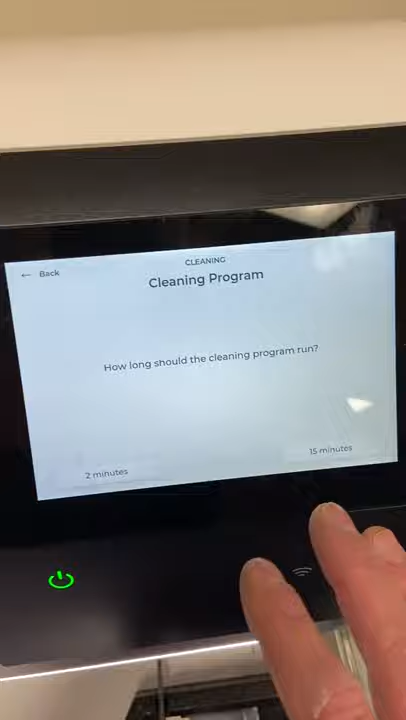 ← Back
CLEANING
Cleaning Program
How long should the cleaning program run?
2 minutes
15 minutes